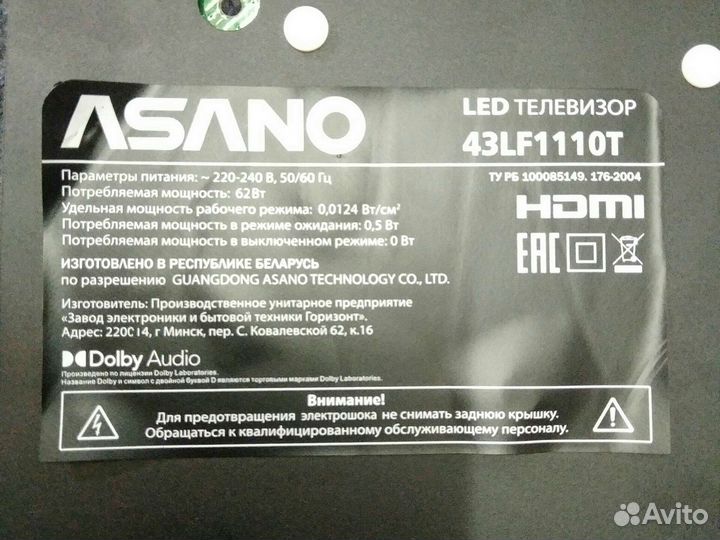 ASANO
LED ТЕЛЕВИЗОР
43LF1110T
Параметры питания: ~ 220-240 В, 50/60 Гц
Потребляемая мощность: 62Вт
Удельная мощность рабочего режима: 0,0124 Вт/см²
Потребляемая мощность в режиме ожидания: 0,5 Вт
Потребляемая мощность в выключенном режиме: 0 Вт
ТУ РБ 100085149. 176-2004
HDMI
EAC
ИЗГОТОВЛЕНО В РЕСПУБЛИКЕ БЕЛАРУСЬ
по разрешению GUANGDONG ASANO TECHNOLOGY CO., LTD.
Изготовитель: Производственное унитарное предприятие
«Завод электроники и бытовой техники Горизонт».
Адрес: 220014, г Минск, пер. С. Ковалевской 62, к.16
Dolby Audio
Произведено по лицензии Dolby Laboratories.
Название Dolby и символ с двойной буквой D являются торговыми марками Dolby Laboratories.
Внимание!
Для предотвращения электрошока не снимать заднюю крышку.
Обращаться к квалифицированному обслуживающему персоналу.
Avito